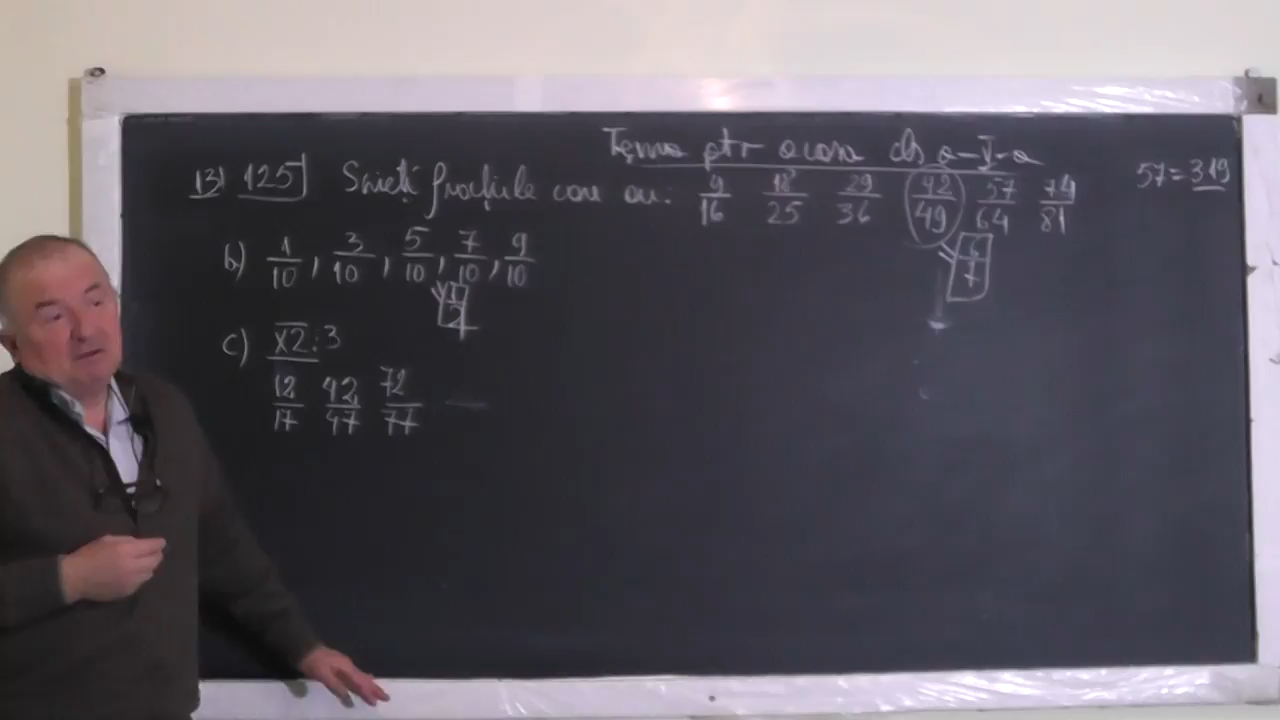 Tema ptr acasa cls a-V-a
13) 125] Scrieți fracțiile care au: 9/16 18/25 29/36 42/49 57/64 74/81 57=3·19
6/7
b) 1/10, 3/10, 5/10, 7/10, 9/10
1/2
c) x2⋮3
12/17 42/47 72/77